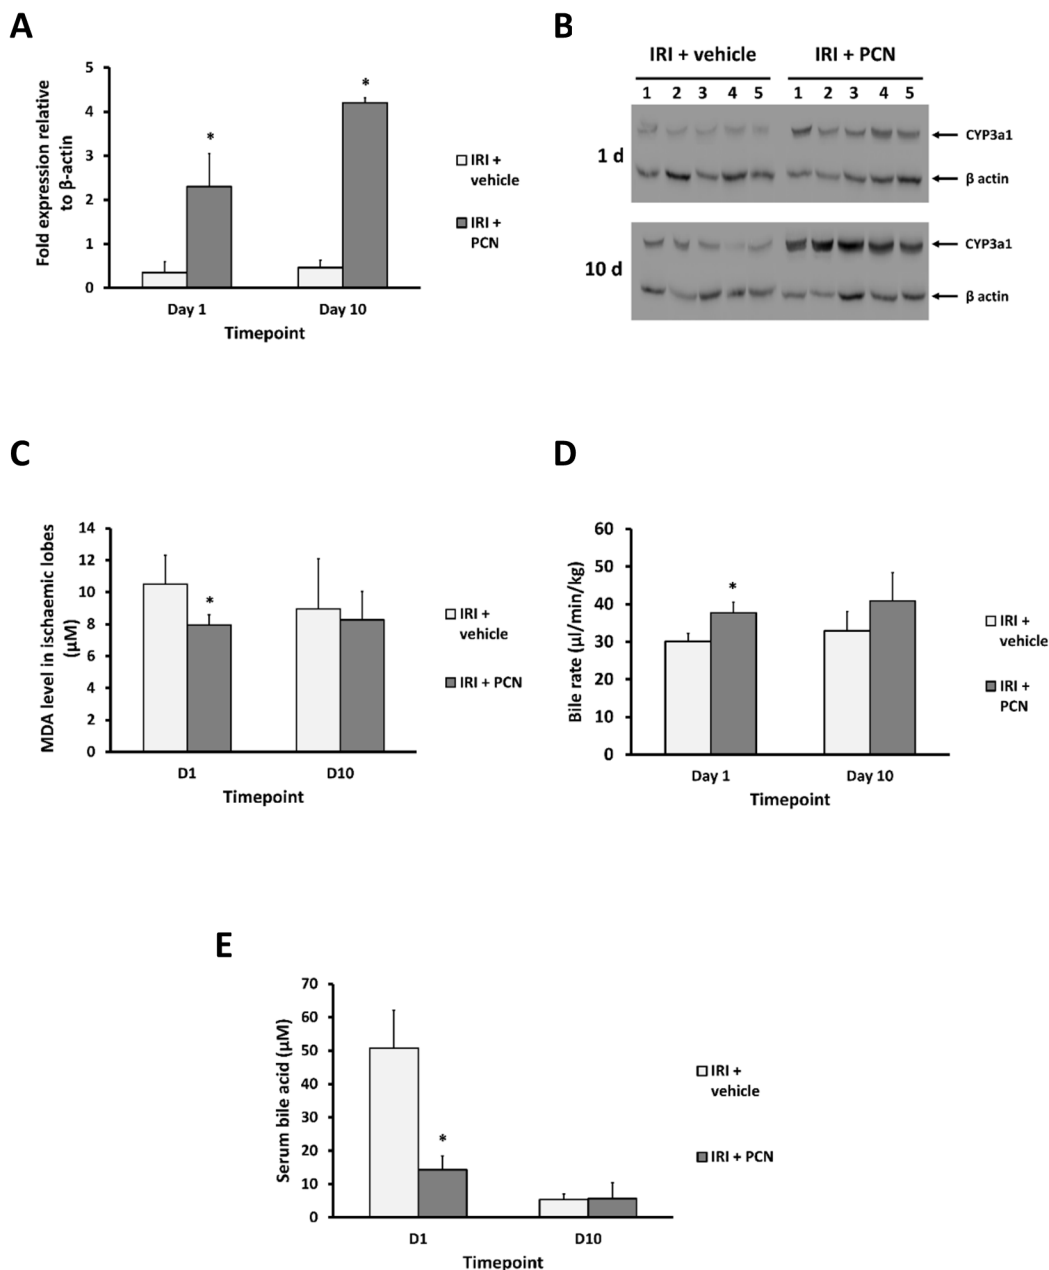 A
Fold expression relative
to β-actin
5
4
3
2
1
0
*
*
Day 1
Day 10
Timepoint
IRI +
vehicle
IRI +
PCN
B
IRI + vehicle
IRI + PCN
1 2 3 4 5
1 2 3 4 5
1 d
CYP3a1
β actin
10 d
CYP3a1
β actin
C
MDA level in ischaemic lobes
(µM)
14
12
10
8
6
4
2
0
*
D1
D10
Timepoint
IRI +
vehicle
IRI + PCN
D
Bile rate (µl/min/kg)
60
50
40
30
20
10
0
*
Day 1
Day 10
Timepoint
IRI +
vehicle
IRI +
PCN
E
Serum bile acid (µM)
70
60
50
40
30
20
10
0
*
D1
D10
Timepoint
IRI +
vehicle
IRI + PCN